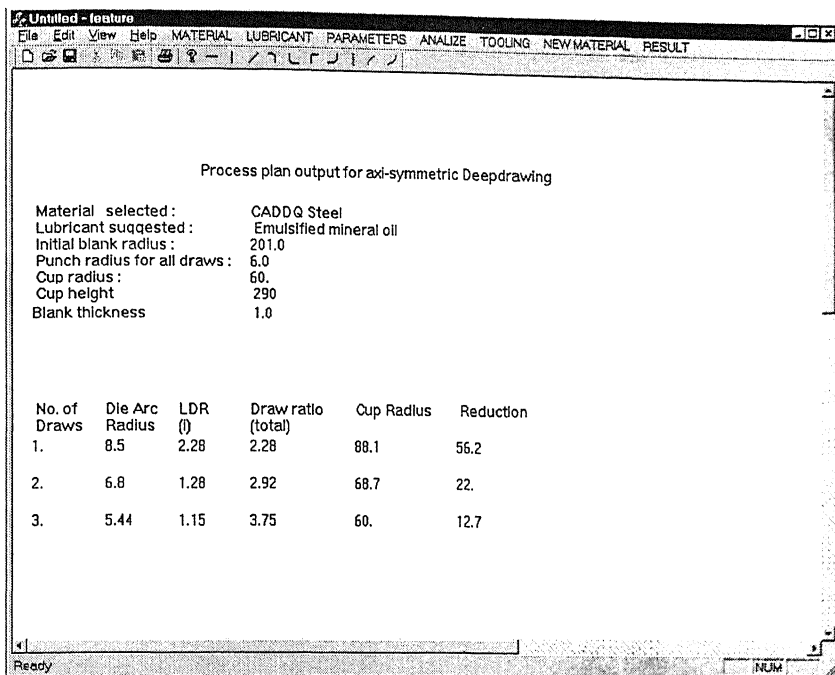 Untitled - feature
File Edit View Help MATERIAL LUBRICANT PARAMETERS ANALIZE TOOLING NEW MATERIAL RESULT
Process plan output for axi-symmetric Deepdrawing
Material selected : CADDQ Steel
Lubricant suqqested : Emulsified mineral oil
Initial blank radius : 201.0
Punch radius for all draws : 6.0
Cup radius : 60.
Cup height 290
Blank thickness 1.0
No. of Die Arc LDR Draw ratio Cup Radius Reduction
Draws Radius (I) (total)
1. 8.5 2.28 2.28 88.1 56.2
2. 6.8 1.28 2.92 68.7 22.
3. 5.44 1.15 3.75 60. 12.7
Ready NUM